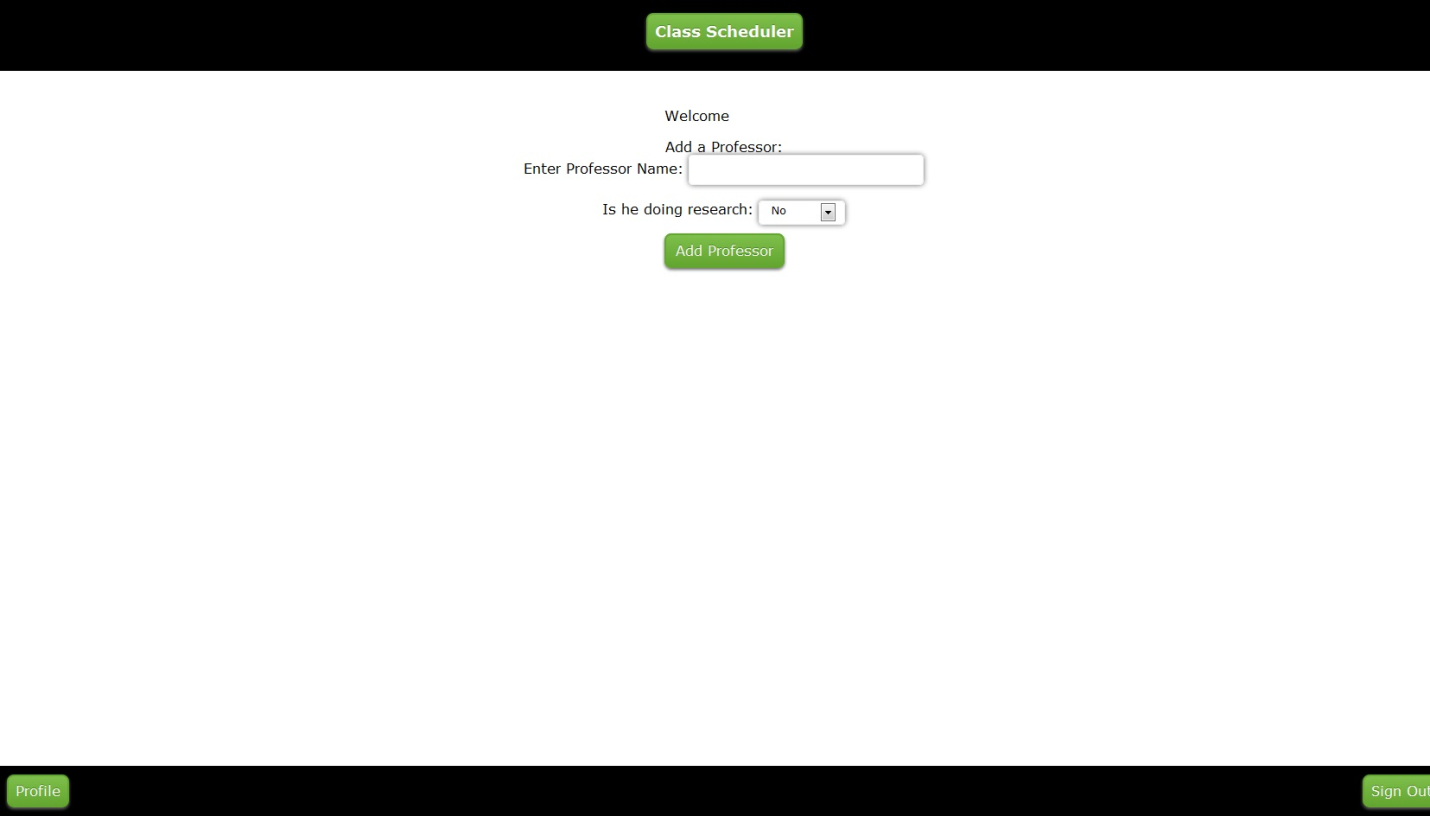 Class Scheduler
Welcome
Add a Professor:
Enter Professor Name:
Is he doing research: No
Add Professor
Profile
Sign Out